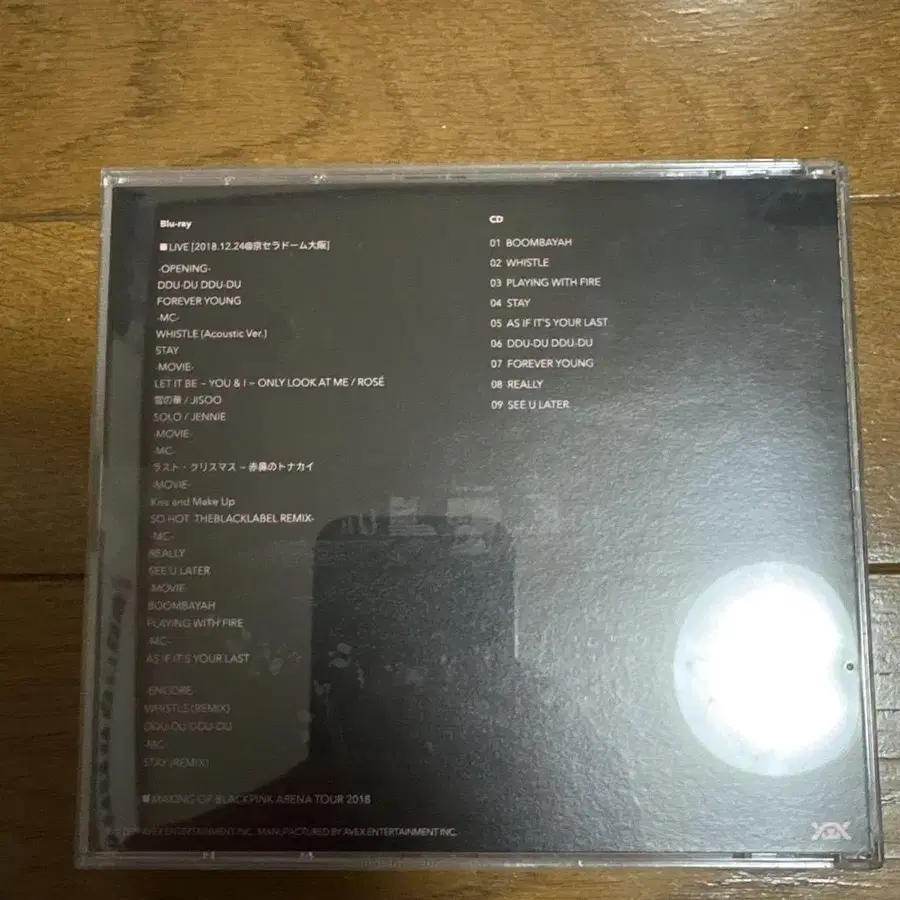 Blu-ray
■ LIVE [2018.12.24@京セラドーム大阪]
-OPENING-
DDU-DU DDU-DU
FOREVER YOUNG
-MC-
WHISTLE (Acoustic Ver.)
STAY
-MOVIE-
LET IT BE ~ YOU & I ~ ONLY LOOK AT ME / ROSÉ
雪の華 / JISOO
SOLO / JENNIE
-MOVIE-
-MC-
ラスト・クリスマス ~ 赤鼻のトナカイ
-MOVIE-
Kiss and Make Up
SO HOT -THEBLACKLABEL REMIX-
-MC-
REALLY
SEE U LATER
-MOVIE-
BOOMBAYAH
PLAYING WITH FIRE
-MC-
AS IF IT'S YOUR LAST
-ENCORE-
WHISTLE (REMIX)
DDU-DU DDU-DU
-MC-
STAY (REMIX)
■ MAKING OF BLACKPINK ARENA TOUR 2018
CD
01 BOOMBAYAH
02 WHISTLE
03 PLAYING WITH FIRE
04 STAY
05 AS IF IT'S YOUR LAST
06 DDU-DU DDU-DU
07 FOREVER YOUNG
08 REALLY
09 SEE U LATER
AVEX ENTERTAINMENT INC. MANUFACTURED BY AVEX ENTERTAINMENT INC.
YGX